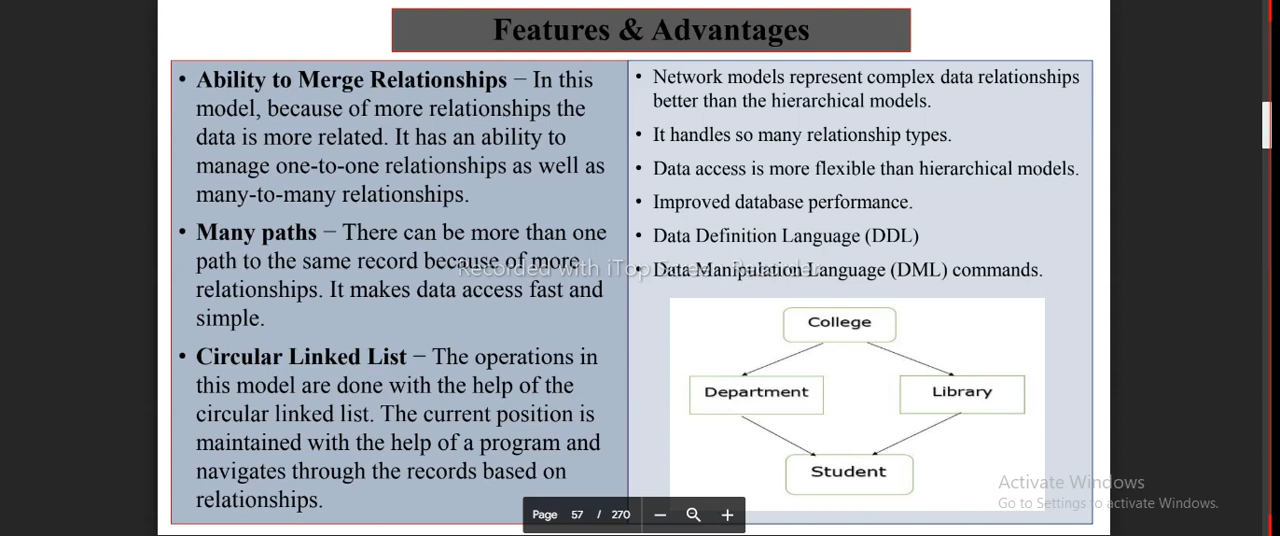 Features & Advantages
• Ability to Merge Relationships − In this
model, because of more relationships the
data is more related. It has an ability to
manage one-to-one relationships as well as
many-to-many relationships.
• Many paths − There can be more than one
path to the same record because of more
relationships. It makes data access fast and
simple.
• Circular Linked List − The operations in
this model are done with the help of the
circular linked list. The current position is
maintained with the help of a program and
navigates through the records based on
relationships.
• Network models represent complex data relationships
better than the hierarchical models.
• It handles so many relationship types.
• Data access is more flexible than hierarchical models.
• Improved database performance.
• Data Definition Language (DDL)
• Data Manipulation Language (DML) commands.
Recorded with iTop Screen Recorder
College
Department
Library
Student
Activate Windows
Go to Settings to activate Windows.
Page 57 / 270